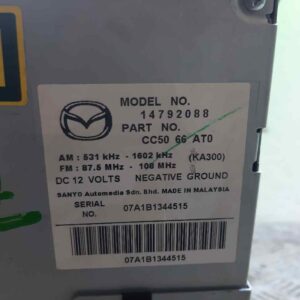 MODEL NO.
14792088
PART NO.
CC50 66 AT0
AM : 531 kHz - 1602 kHz (KA300)
FM : 87.5 MHz - 108 MHz
DC 12 VOLTS NEGATIVE GROUND
SANYO Automedia Sdn. Bhd. MADE IN MALAYSIA
SERIAL NO. 07A1B1344515
07A1B1344515